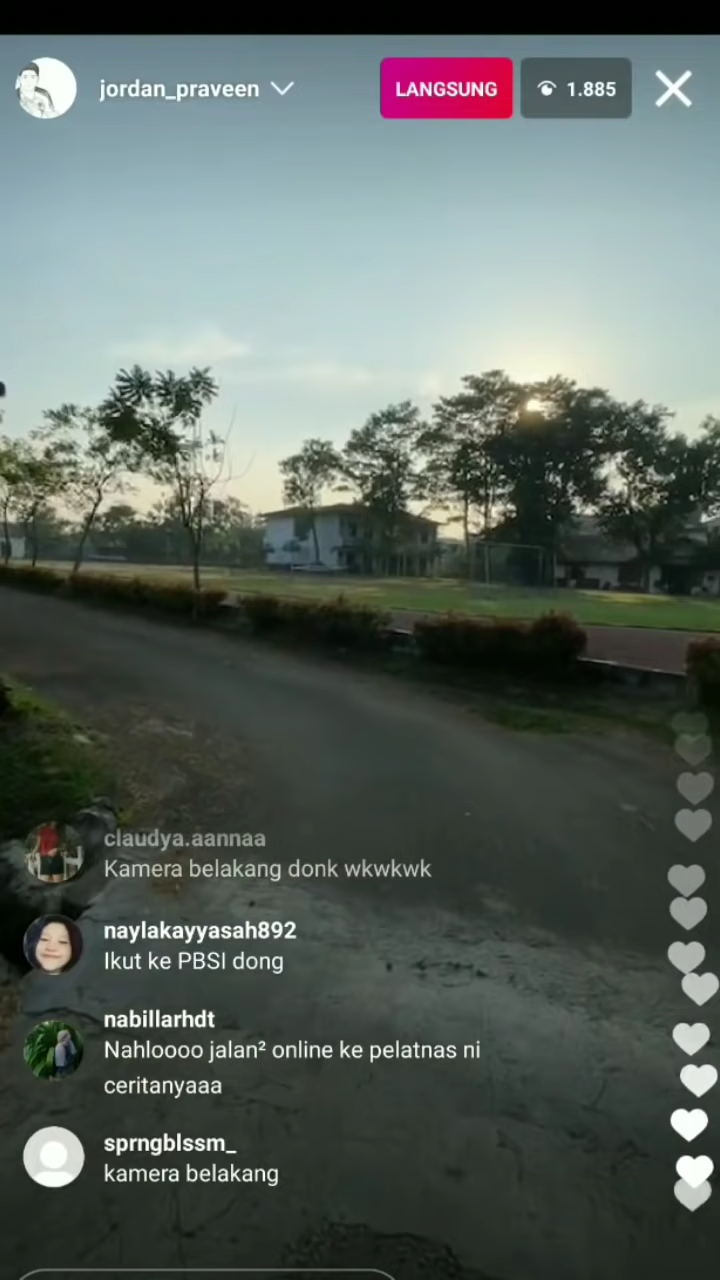 jordan_praveen
LANGSUNG
1.885
claudya.aannaa
Kamera belakang donk wkwkwk
naylakayyasah892
Ikut ke PBSI dong
nabillarhdt
Nahloooo jalan² online ke pelatnas ni
ceritanyaaa
sprngblssm_
kamera belakang